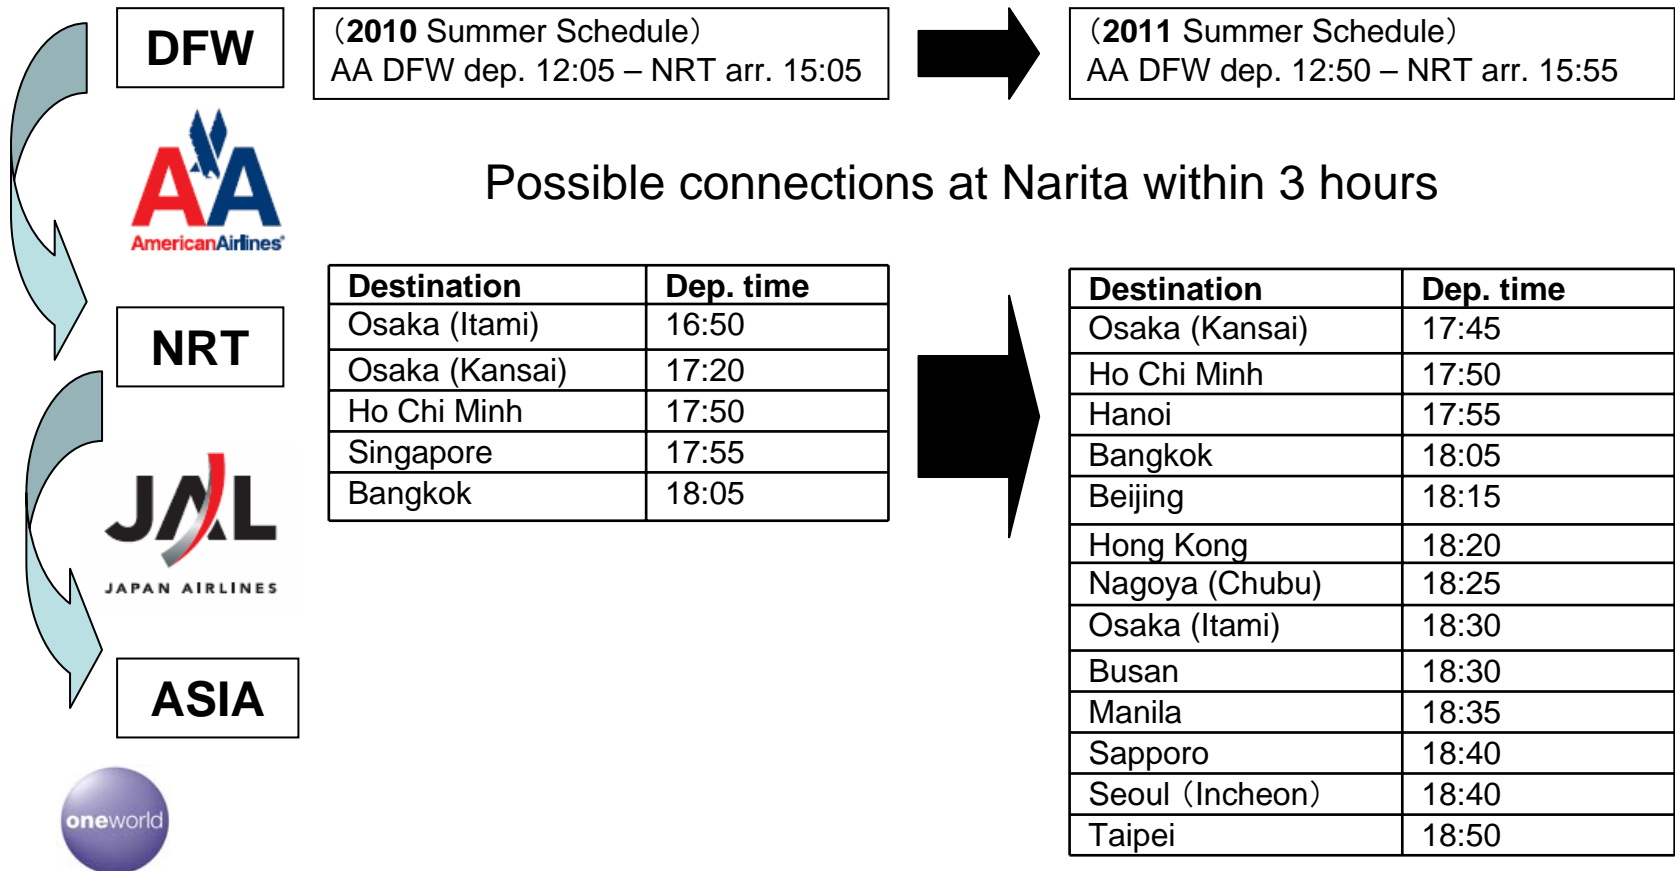 DFW
（2010 Summer Schedule）
AA DFW dep. 12:05 – NRT arr. 15:05
（2011 Summer Schedule）
AA DFW dep. 12:50 – NRT arr. 15:55
AA
AmericanAirlines®
Possible connections at Narita within 3 hours
NRT
JAL
JAPAN AIRLINES
ASIA
oneworld
Destination Dep. time
Osaka (Itami) 16:50
Osaka (Kansai) 17:20
Ho Chi Minh 17:50
Singapore 17:55
Bangkok 18:05
Destination Dep. time
Osaka (Kansai) 17:45
Ho Chi Minh 17:50
Hanoi 17:55
Bangkok 18:05
Beijing 18:15
Hong Kong 18:20
Nagoya (Chubu) 18:25
Osaka (Itami) 18:30
Busan 18:30
Manila 18:35
Sapporo 18:40
Seoul（Incheon） 18:40
Taipei 18:50